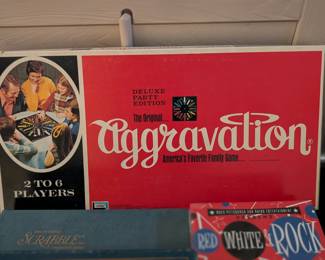 DELUXE
PARTY
EDITION
The Original...
aggravation®
America's Favorite Family Game
2 TO 6
PLAYERS
SCRABBLE
RED WHITE & ROCK